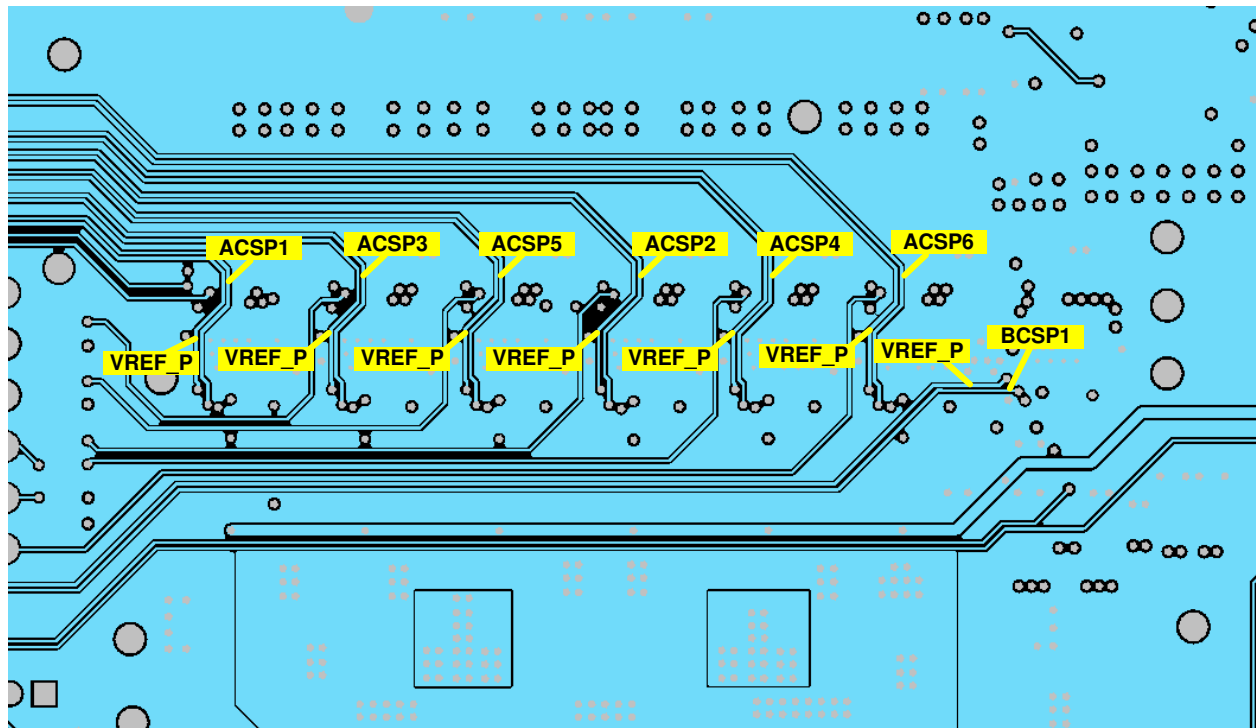 ACSP1
ACSP3
ACSP5
ACSP2
ACSP4
ACSP6
VREF_P
VREF_P
VREF_P
VREF_P
VREF_P
VREF_P
VREF_P
BCSP1